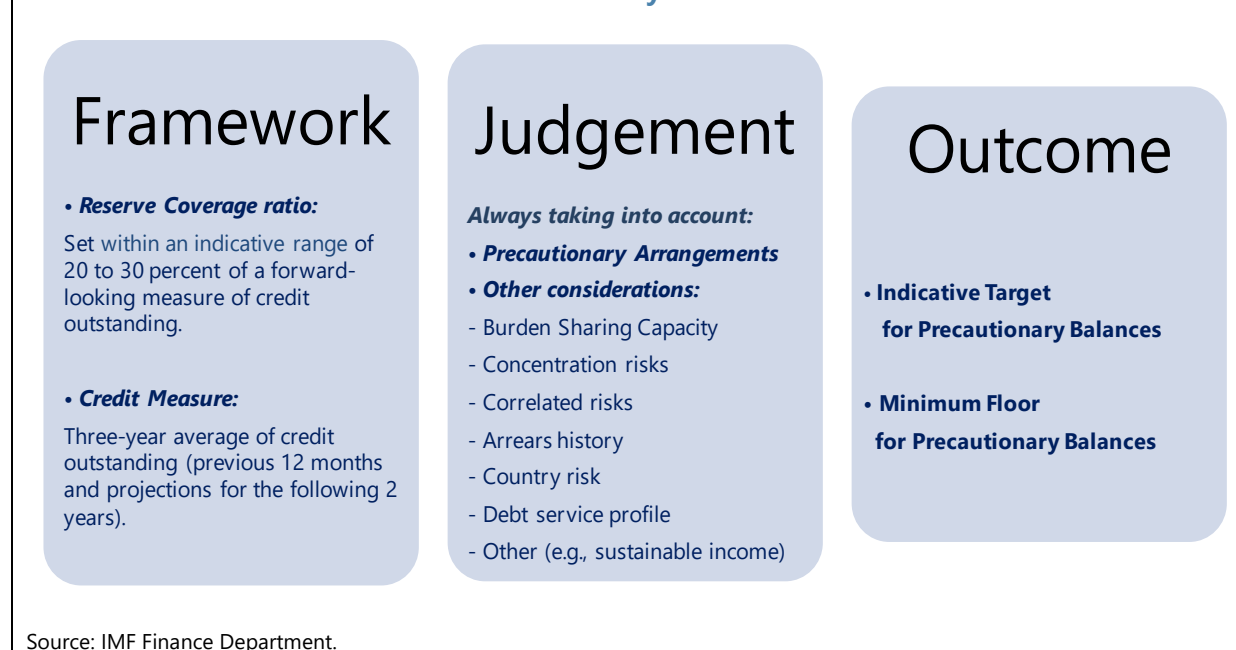 Framework
• Reserve Coverage ratio:
Set within an indicative range of
20 to 30 percent of a forward-
looking measure of credit
outstanding.
• Credit Measure:
Three-year average of credit
outstanding (previous 12 months
and projections for the following 2
years).
Judgement
Always taking into account:
• Precautionary Arrangements
• Other considerations:
- Burden Sharing Capacity
- Concentration risks
- Correlated risks
- Arrears history
- Country risk
- Debt service profile
- Other (e.g., sustainable income)
Outcome
• Indicative Target
for Precautionary Balances
• Minimum Floor
for Precautionary Balances
Source: IMF Finance Department.